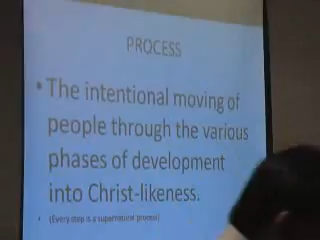 PROCESS
• The intentional moving of
people through the various
phases of development
into Christ-likeness.
• (Every step is a supernatural process)